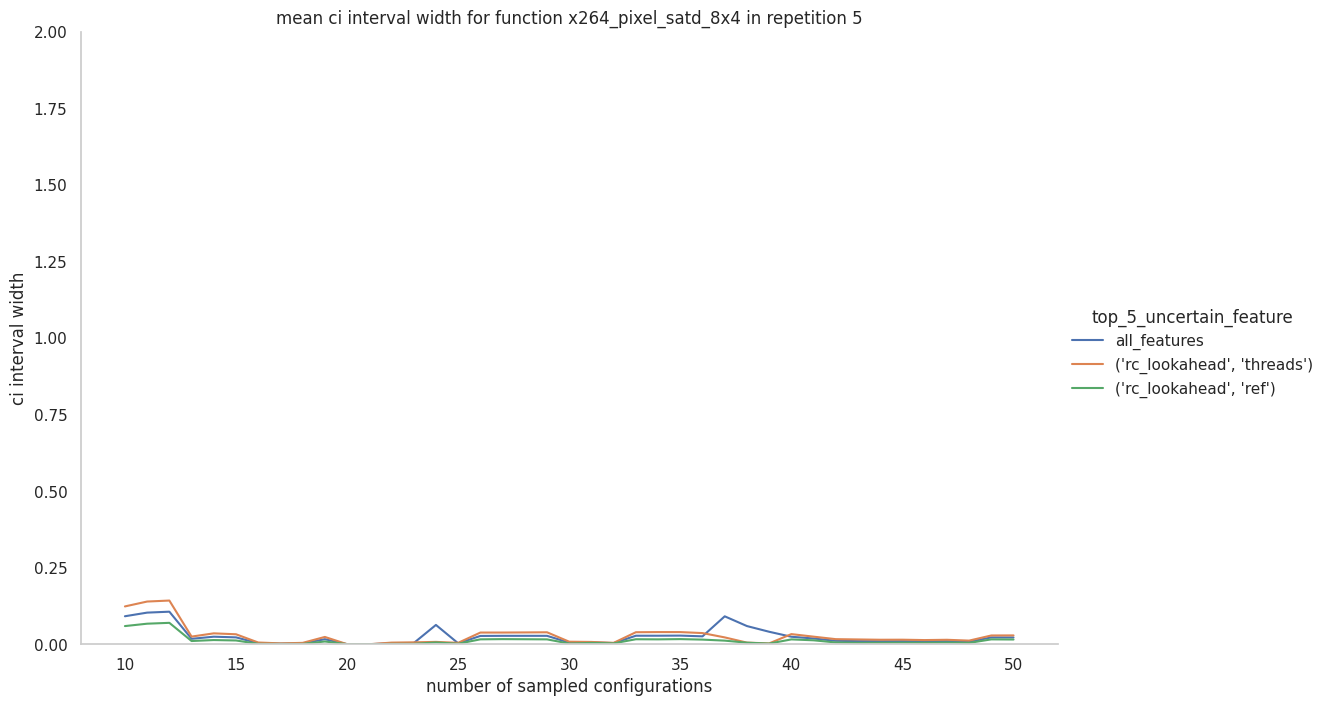 mean ci interval width for function x264_pixel_satd_8x4 in repetition 5
2.00
1.75
1.50
1.25
1.00
0.75
0.50
0.25
0.00
ci interval width
10 15 20 25 30 35 40 45 50
number of sampled configurations
top_5_uncertain_feature
all_features
('rc_lookahead', 'threads')
('rc_lookahead', 'ref')